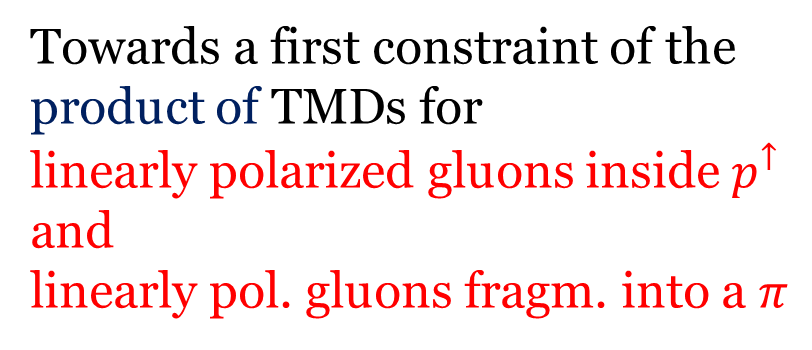 Towards a first constraint of the
product of TMDs for
linearly polarized gluons inside p↑
and
linearly pol. gluons fragm. into a π